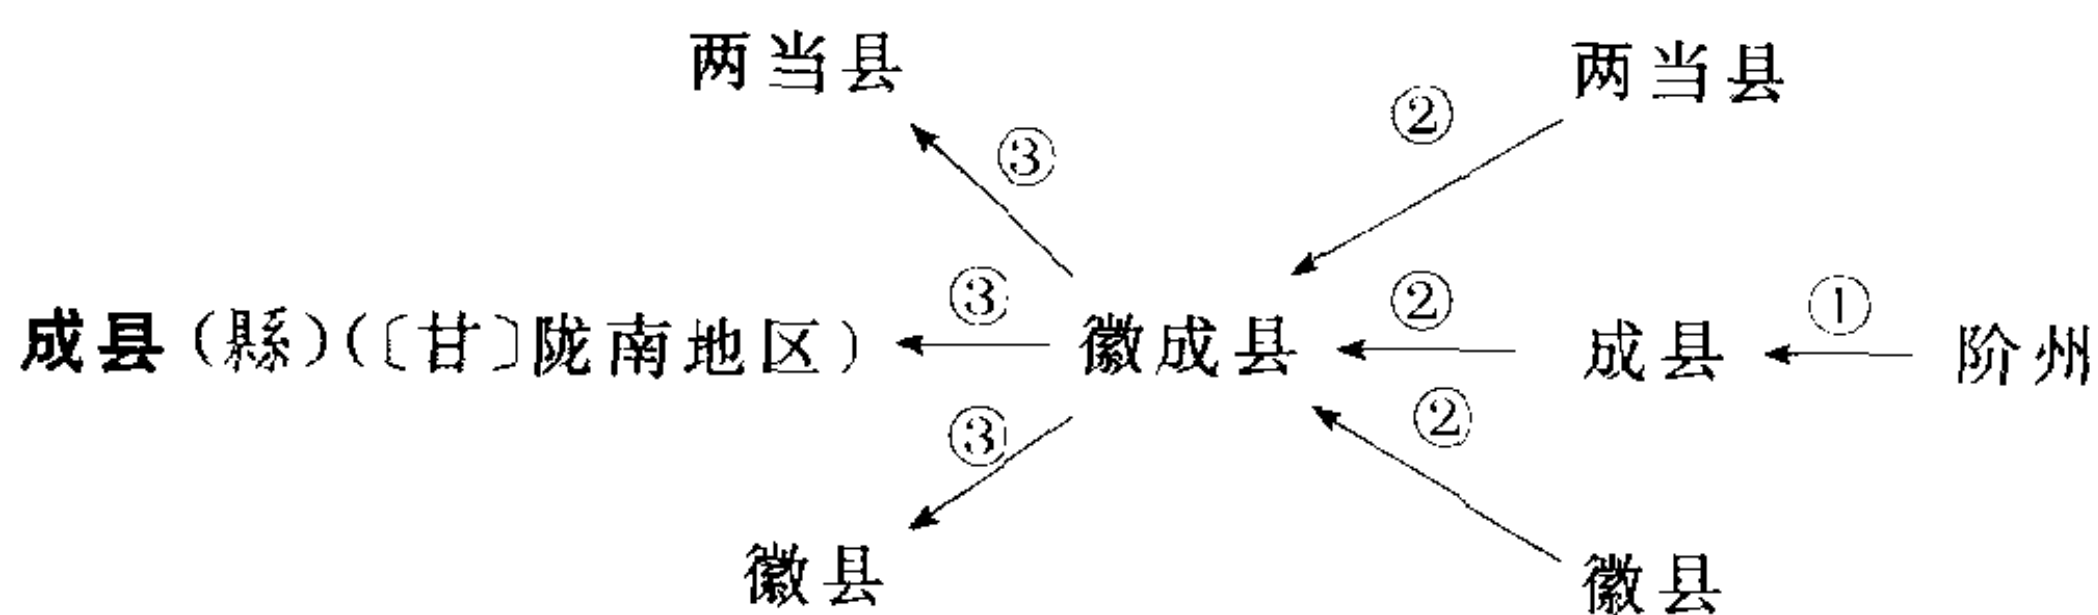 两当县 两当县
② 
③
③ ② ①
成县(縣)(〔甘〕陇南地区) 徽成县 成县 阶州
③ ②
徽县 徽县